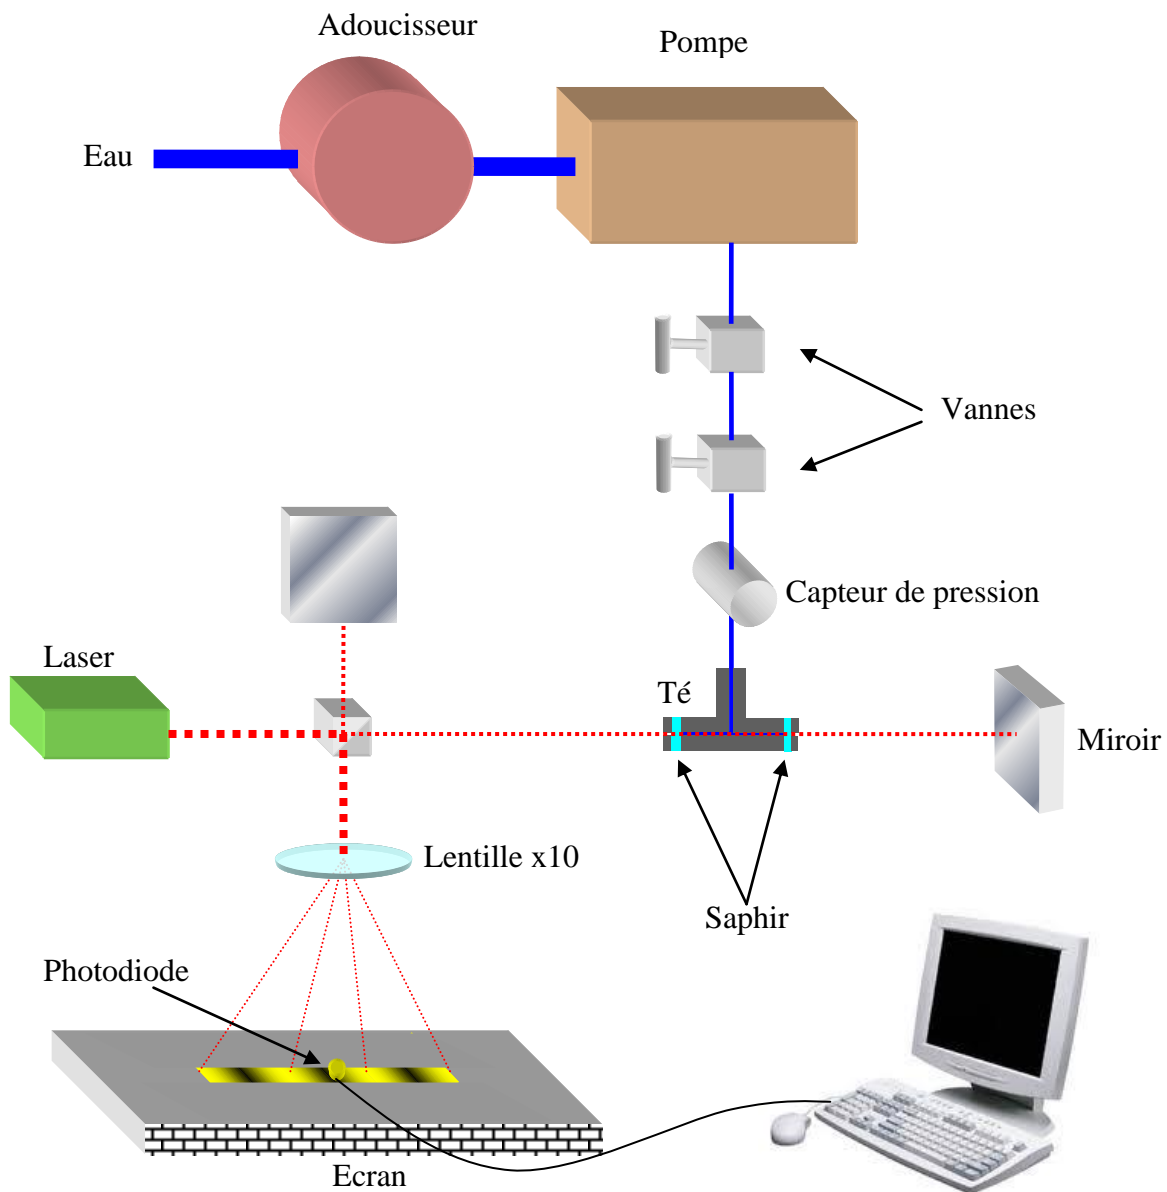 Adoucisseur
Pompe
Eau
Vannes
Capteur de pression
Laser
Té
Miroir
Lentille x10
Saphir
Photodiode
Ecran